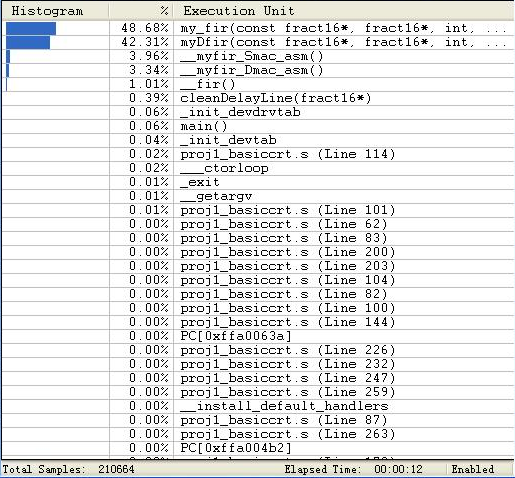 Histogram % Execution Unit
48.68% my_fir(const fract16*, fract16*, int, ...
42.31% myDfir(const fract16*, fract16*, int, ...
3.96% __myfir_Smac_asm()
3.34% __myfir_Dmac_asm()
1.01% __fir()
0.39% cleanDelayLine(fract16*)
0.06% _init_devdrvtab
0.06% main()
0.04% _init_devtab
0.02% proj1_basiccrt.s (Line 114)
0.02% ___ctorloop
0.01% _exit
0.01% __getargv
0.01% proj1_basiccrt.s (Line 101)
0.00% proj1_basiccrt.s (Line 62)
0.00% proj1_basiccrt.s (Line 83)
0.00% proj1_basiccrt.s (Line 200)
0.00% proj1_basiccrt.s (Line 203)
0.00% proj1_basiccrt.s (Line 104)
0.00% proj1_basiccrt.s (Line 82)
0.00% proj1_basiccrt.s (Line 100)
0.00% proj1_basiccrt.s (Line 144)
0.00% PC[0xffa0063a]
0.00% proj1_basiccrt.s (Line 226)
0.00% proj1_basiccrt.s (Line 232)
0.00% proj1_basiccrt.s (Line 247)
0.00% proj1_basiccrt.s (Line 259)
0.00% __install_default_handlers
0.00% proj1_basiccrt.s (Line 87)
0.00% proj1_basiccrt.s (Line 263)
0.00% PC[0xffa004b2]
Total Samples: 210664 Elapsed Time: 00:00:12 Enabled